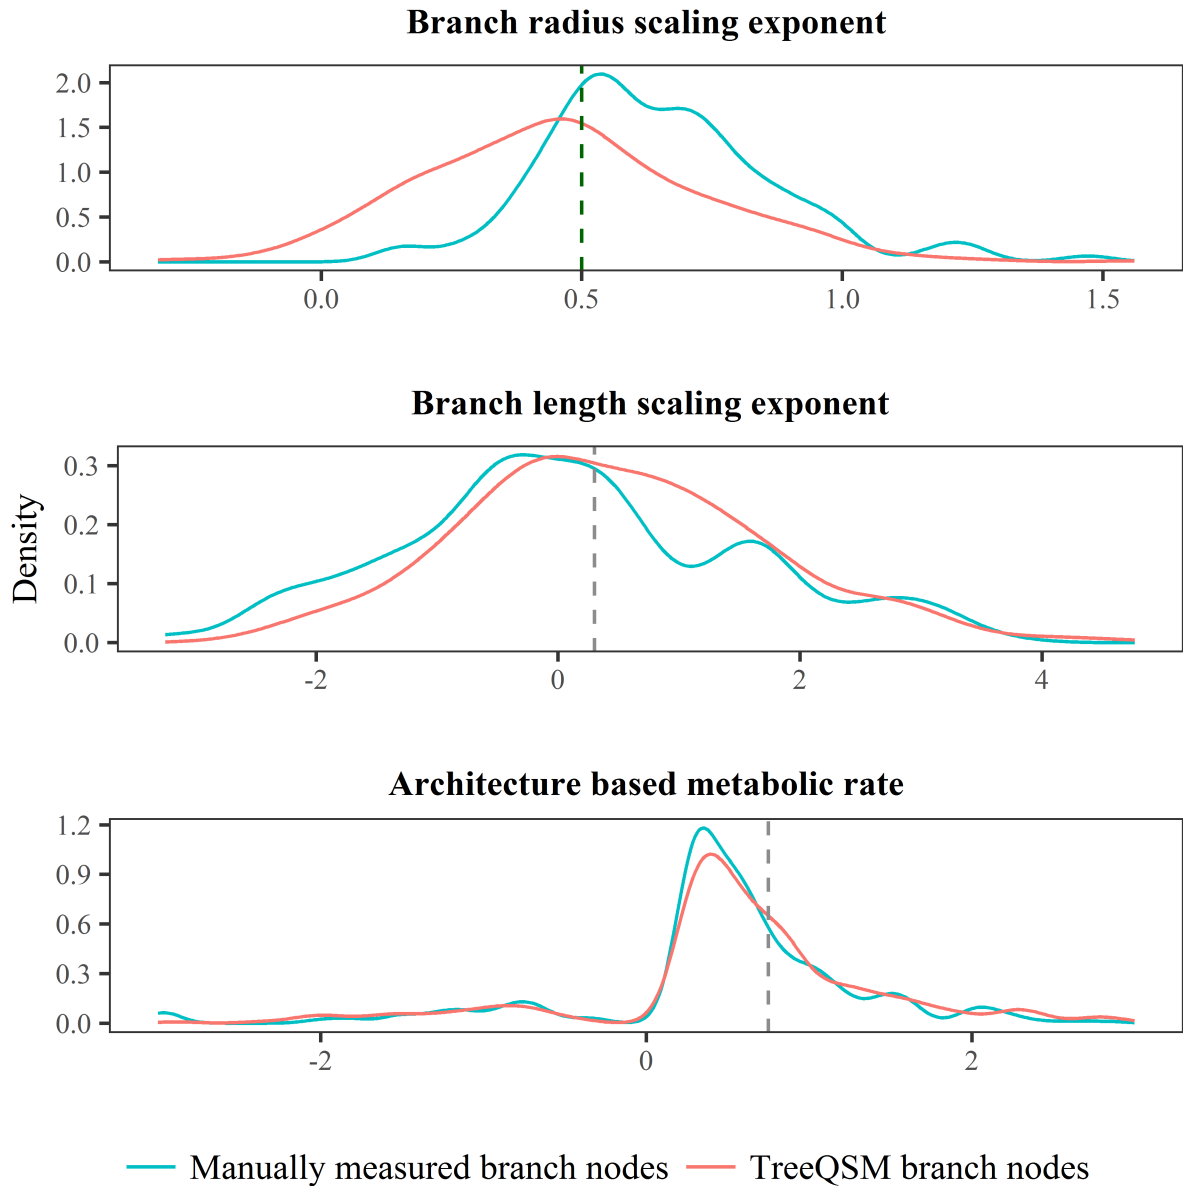 Branch radius scaling exponent
2.0
1.5
1.0
0.5
0.0
0.0 0.5 1.0 1.5
Branch length scaling exponent
Density
0.3
0.2
0.1
0.0
-2 0 2 4
Architecture based metabolic rate
1.2
0.9
0.6
0.3
0.0
-2 0 2
Manually measured branch nodes TreeQSM branch nodes